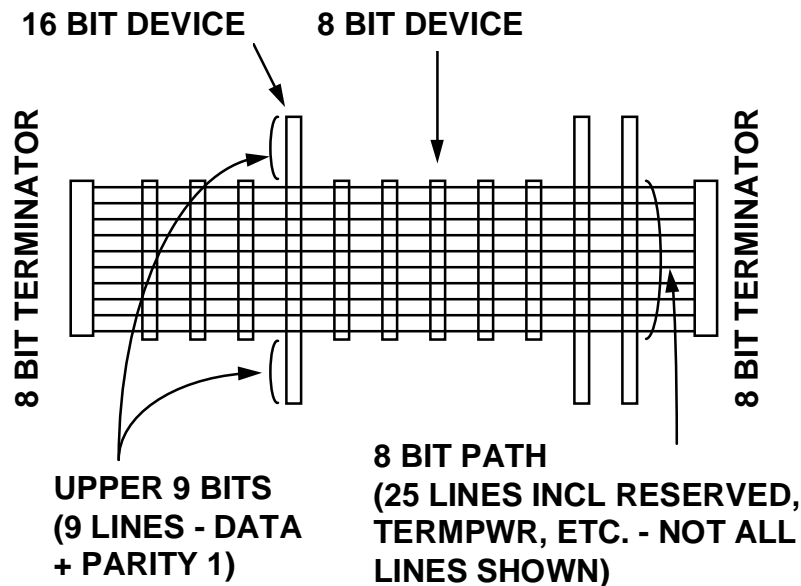 16 BIT DEVICE
8 BIT DEVICE
8 BIT TERMINATOR
8 BIT TERMINATOR
UPPER 9 BITS
(9 LINES - DATA
+ PARITY 1)
8 BIT PATH
(25 LINES INCL RESERVED,
TERMPWR, ETC. - NOT ALL
LINES SHOWN)